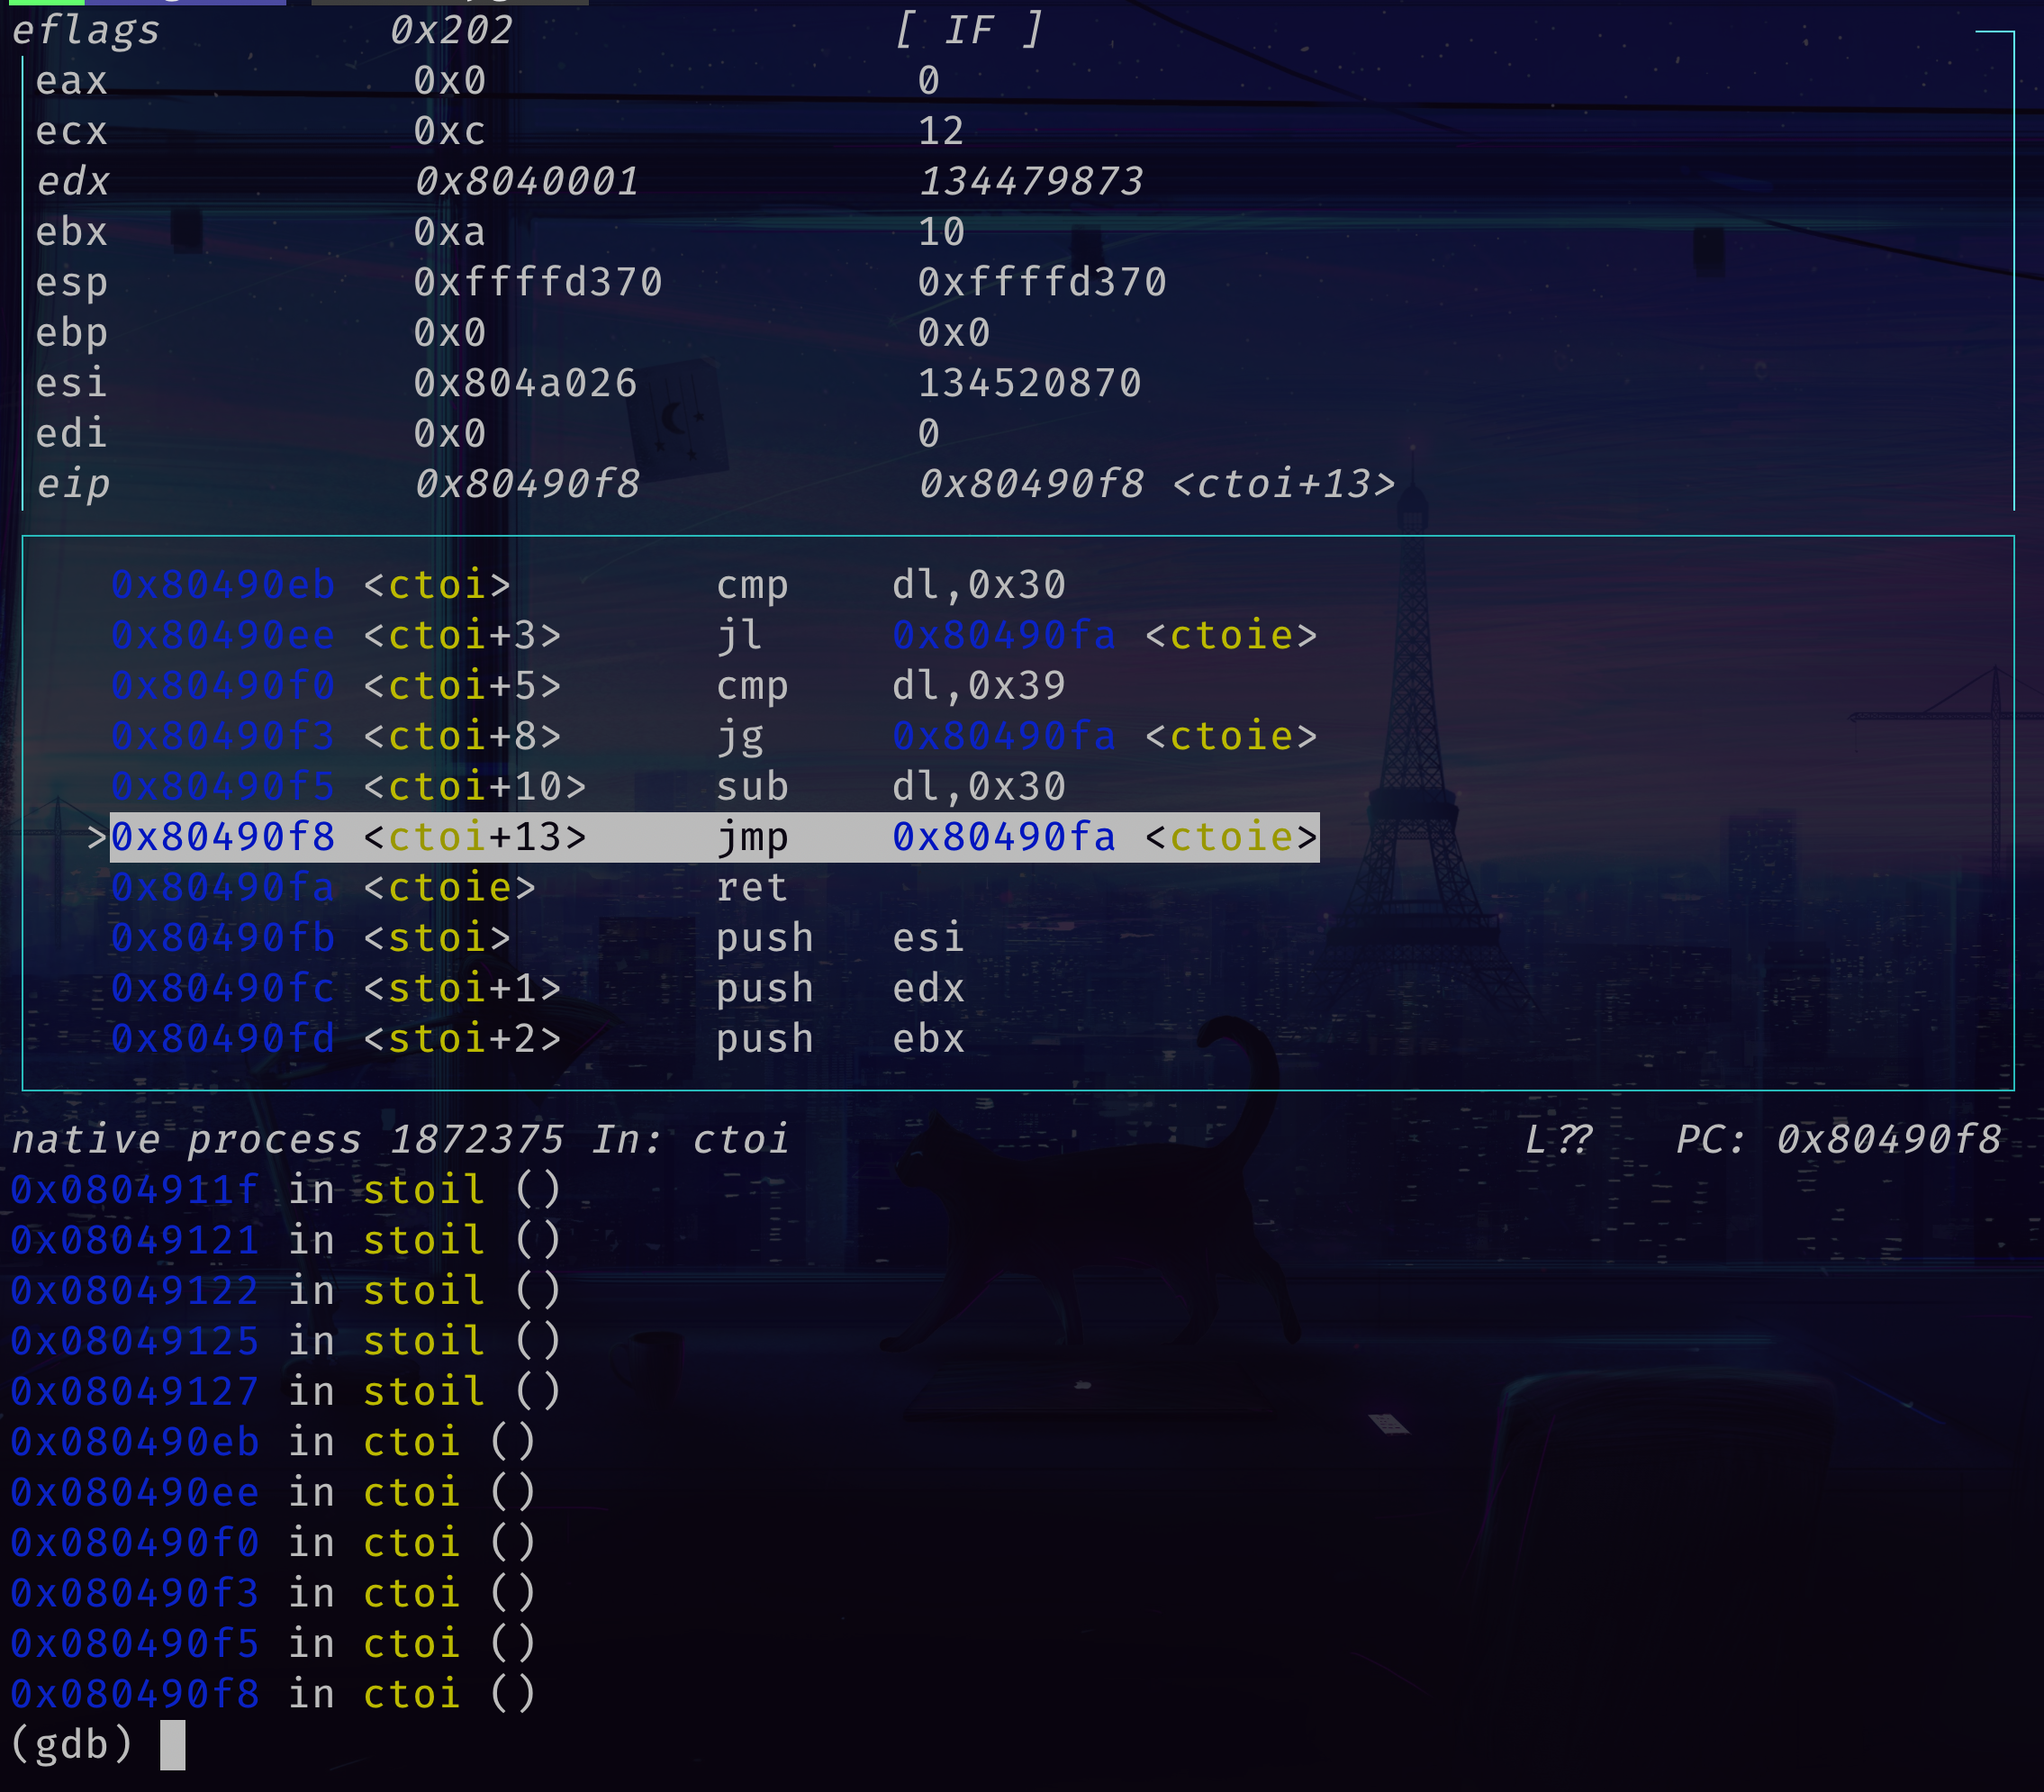 eflags 0x202 [ IF ]
eax 0x0 0
ecx 0xc 12
edx 0x8040001 134479873
ebx 0xa 10
esp 0xffffd370 0xffffd370
ebp 0x0 0x0
esi 0x804a026 134520870
edi 0x0 0
eip 0x80490f8 0x80490f8 <ctoi+13>
0x80490eb <ctoi> cmp dl,0x30
0x80490ee <ctoi+3> jl 0x80490fa <ctoie>
0x80490f0 <ctoi+5> cmp dl,0x39
0x80490f3 <ctoi+8> jg 0x80490fa <ctoie>
0x80490f5 <ctoi+10> sub dl,0x30
>0x80490f8 <ctoi+13> jmp 0x80490fa <ctoie>
0x80490fa <ctoie> ret
0x80490fb <stoi> push esi
0x80490fc <stoi+1> push edx
0x80490fd <stoi+2> push ebx
native process 1872375 In: ctoi L?? PC: 0x80490f8
0x0804911f in stoil ()
0x08049121 in stoil ()
0x08049122 in stoil ()
0x08049125 in stoil ()
0x08049127 in stoil ()
0x080490eb in ctoi ()
0x080490ee in ctoi ()
0x080490f0 in ctoi ()
0x080490f3 in ctoi ()
0x080490f5 in ctoi ()
0x080490f8 in ctoi ()
(gdb)